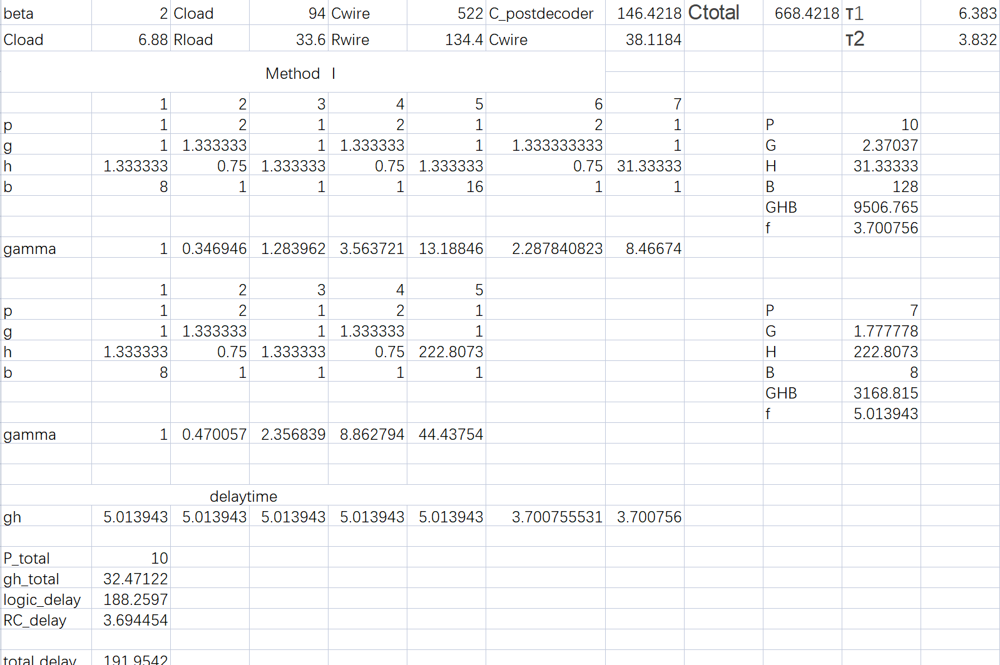 beta 2 Cload 94 Cwire 522 C_postdecoder 146.4218 Ctotal 668.4218 τ1 6.383
Cload 6.88 Rload 33.6 Rwire 134.4 Cwire 38.1184 τ2 3.832
Method I
1 2 3 4 5 6 7
p 1 2 1 2 1 2 1 P 10
g 1 1.333333 1 1.333333 1 1.333333333 1 G 2.37037
h 1.333333 0.75 1.333333 0.75 1.333333 0.75 31.33333 H 31.33333
b 8 1 1 1 16 1 1 B 128
GHB 9506.765
f 3.700756
gamma 1 0.346946 1.283962 3.563721 13.18846 2.287840823 8.46674
1 2 3 4 5
p 1 2 1 2 1 P 7
g 1 1.333333 1 1.333333 1 G 1.777778
h 1.333333 0.75 1.333333 0.75 222.8073 H 222.8073
b 8 1 1 1 1 B 8
GHB 3168.815
f 5.013943
gamma 1 0.470057 2.356839 8.862794 44.43754
delaytime
gh 5.013943 5.013943 5.013943 5.013943 5.013943 3.700755531 3.700756
P_total 10
gh_total 32.47122
logic_delay 188.2597
RC_delay 3.694454
total_delay 191.9542